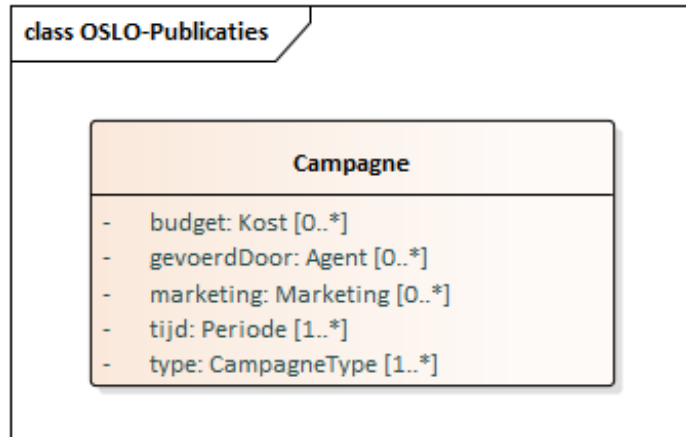 class OSLO-Publicaties
Campagne
- budget: Kost [0..*]
- gevoerdDoor: Agent [0..*]
- marketing: Marketing [0..*]
- tijd: Periode [1..*]
- type: CampagneType [1..*]